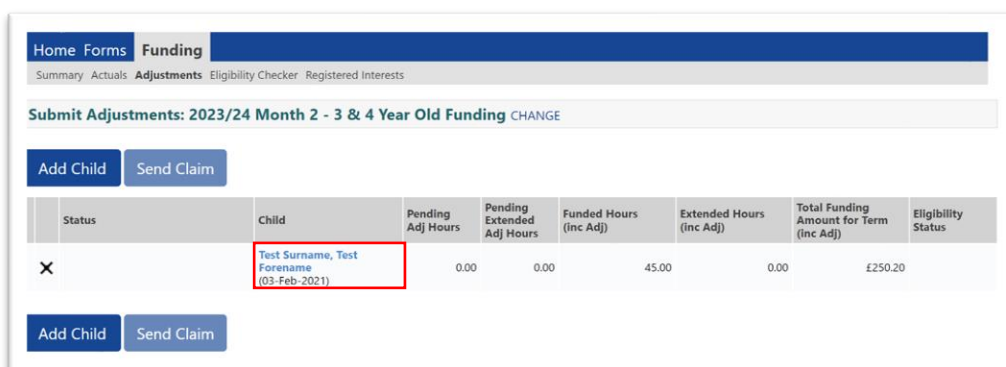 Home Forms Funding
Summary Actuals Adjustments Eligibility Checker Registered Interests
Submit Adjustments: 2023/24 Month 2 - 3 & 4 Year Old Funding CHANGE
Add Child Send Claim
Status Child Pending Adj Hours Pending Extended Adj Hours Funded Hours (inc Adj) Extended Hours (inc Adj) Total Funding Amount for Term (inc Adj) Eligibility Status
Test Surname, Test
Forename
(03-Feb-2021)
0.00 0.00 45.00 0.00 £250.20
Add Child Send Claim